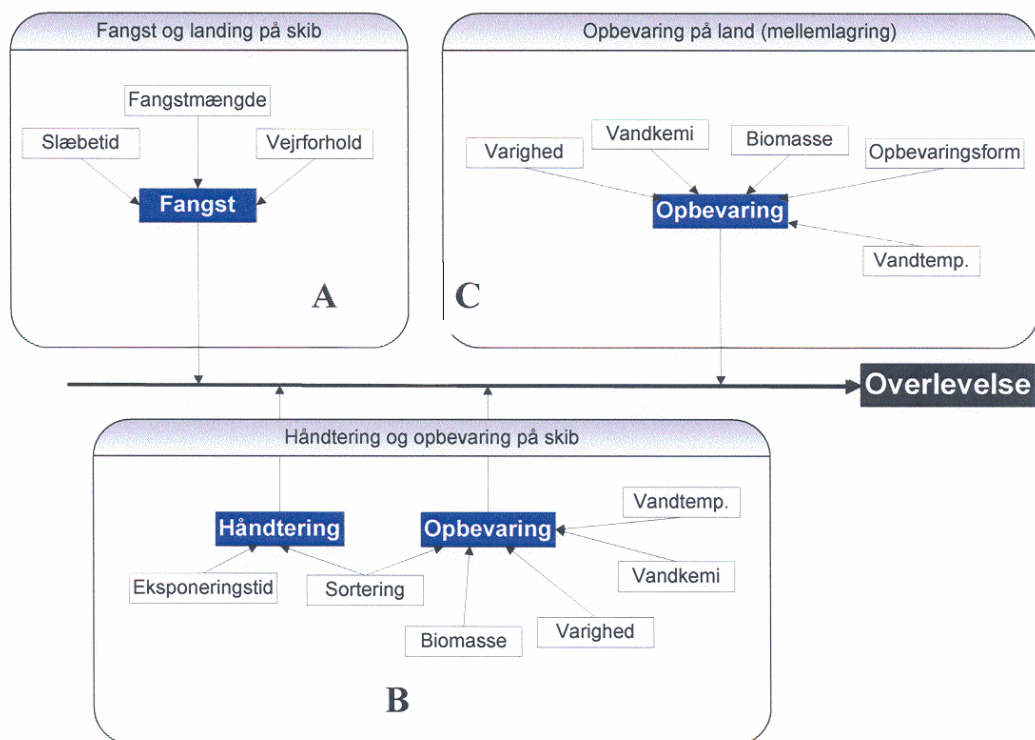 Fangst og landing på skib
Fangstmængde
Slæbetid
Vejrforhold
Fangst
A
Opbevaring på land (mellemlagring)
Vandkemi
Biomasse
Varighed
Opbevaringsform
Opbevaring
Vandtemp.
C
Overlevelse
Håndtering og opbevaring på skib
Vandtemp.
Håndtering
Opbevaring
Eksponeringstid
Sortering
Vandkemi
Biomasse
Varighed
B